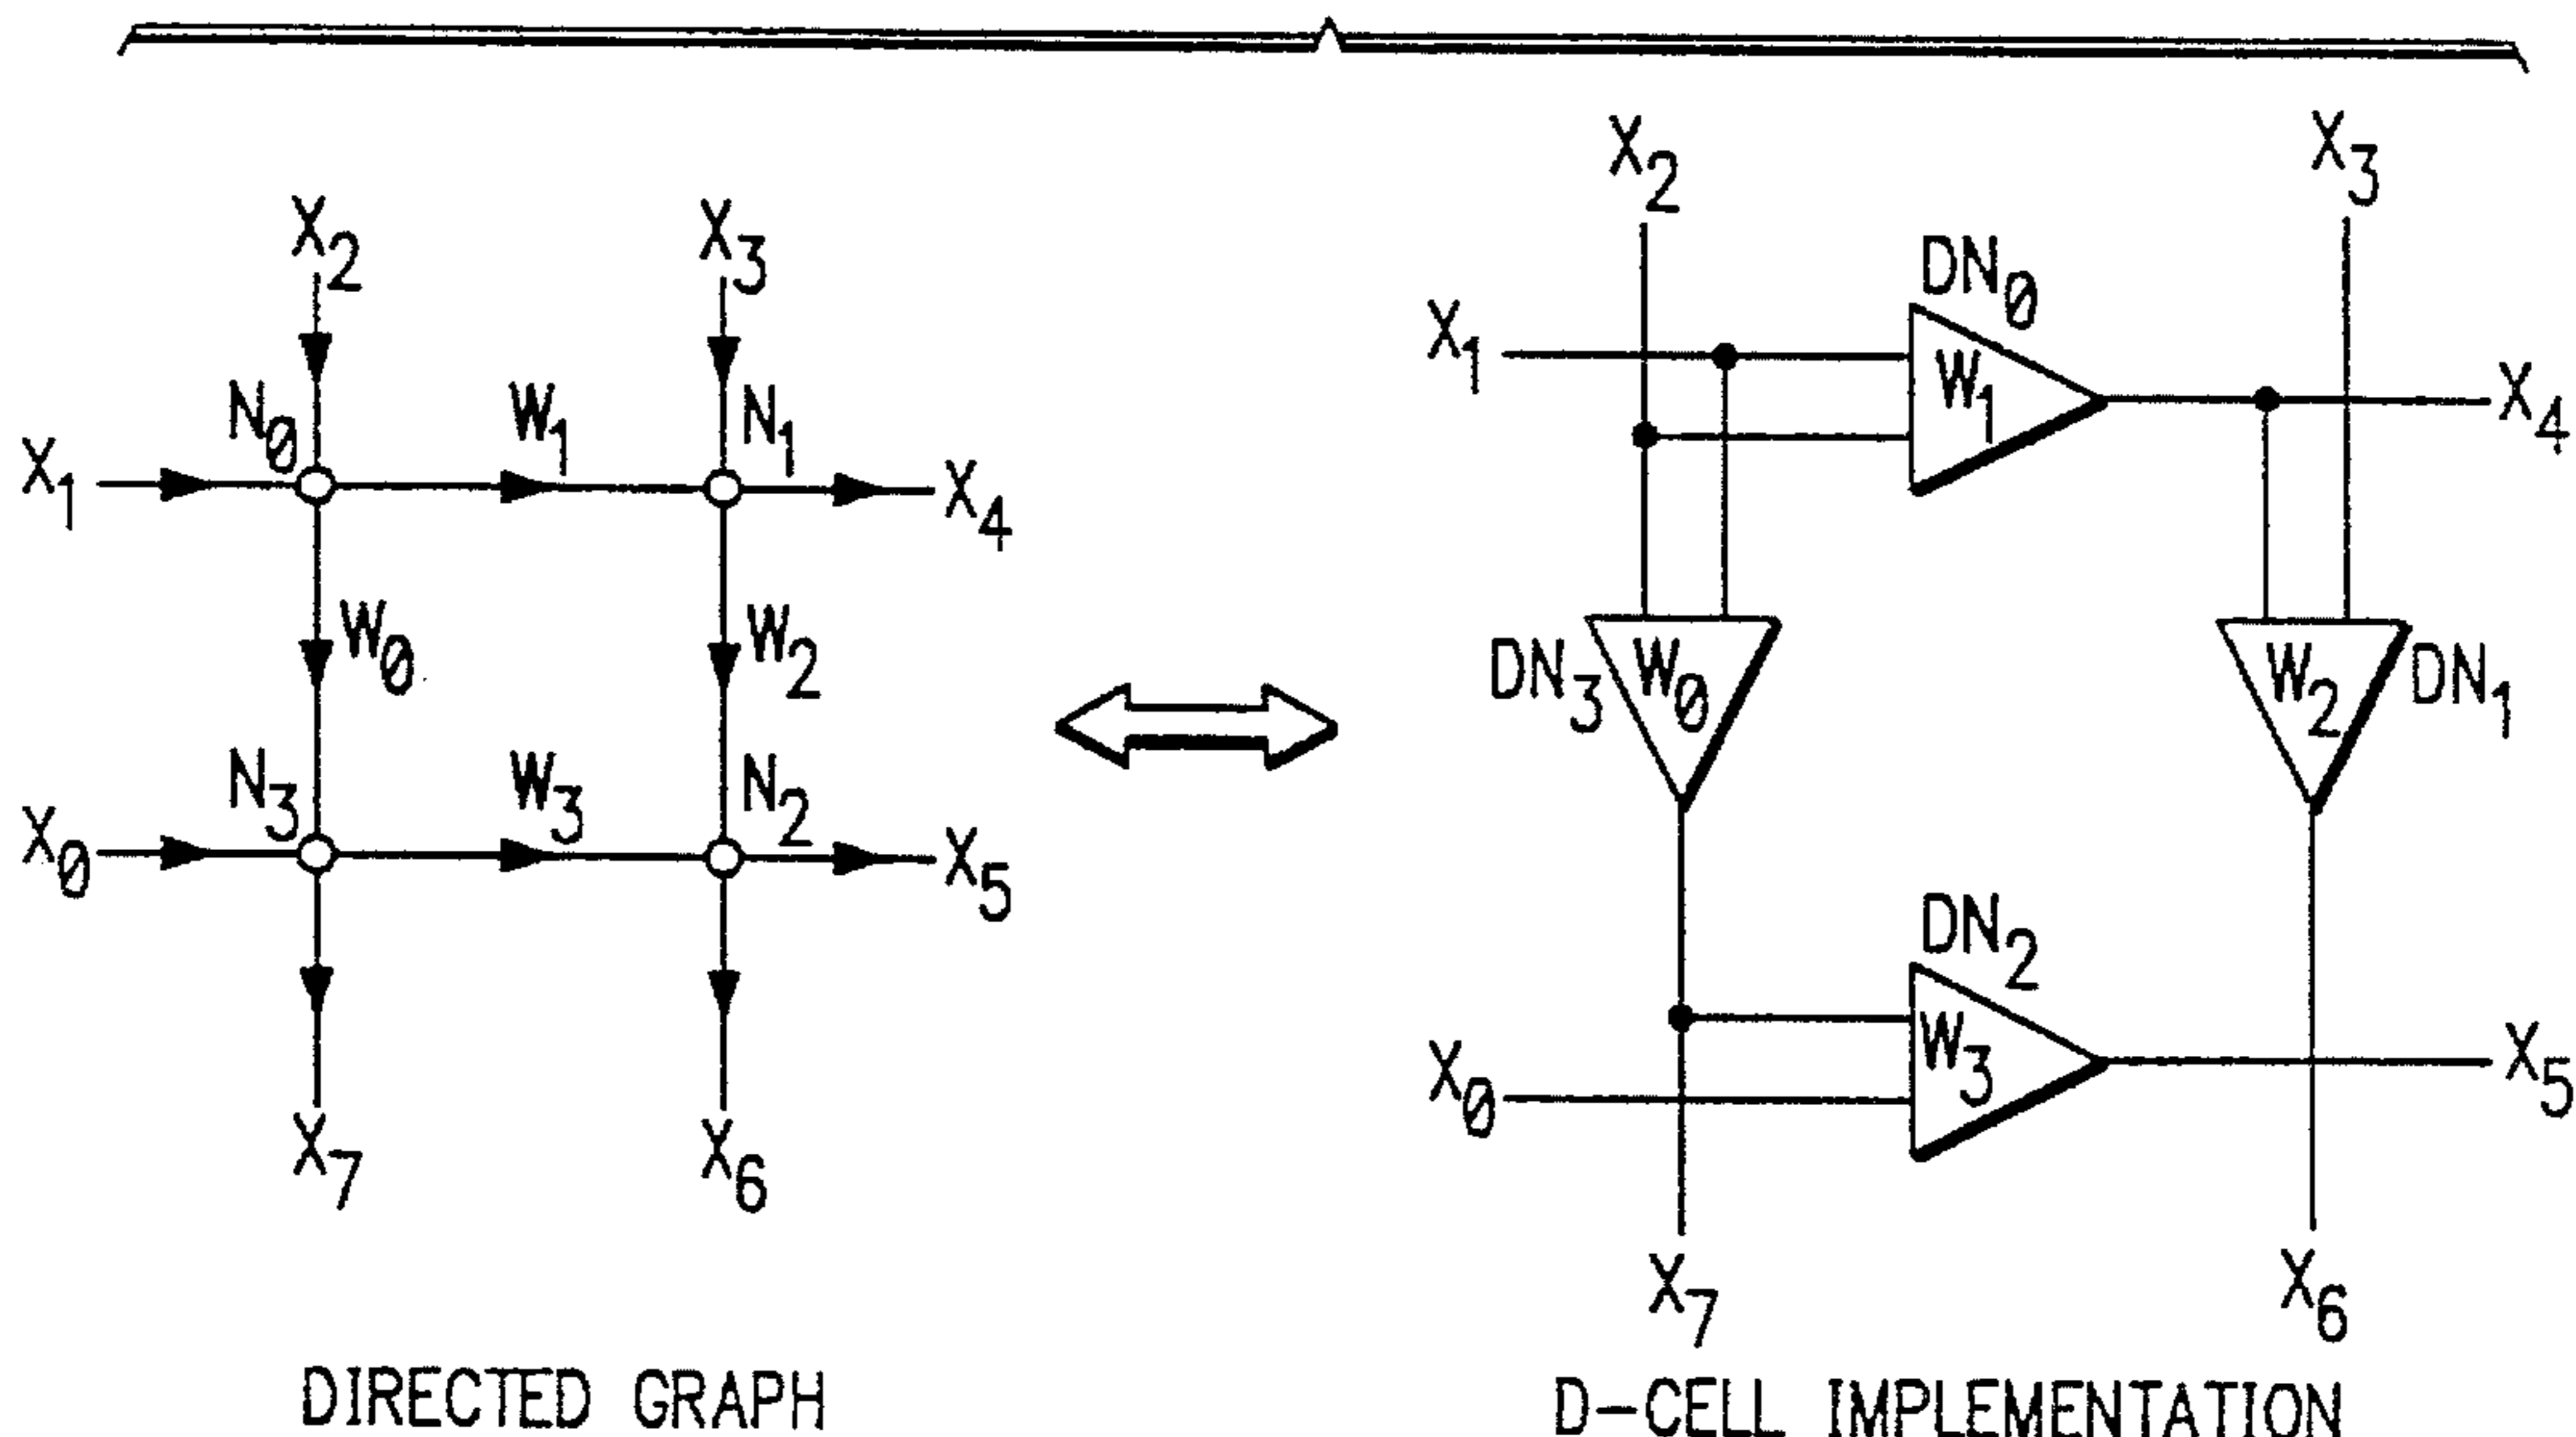 X2 X3
N0 W1 N1
X1 X4
W0 W2
N3 W3 N2
X0 X5
X7 X6
DIRECTED GRAPH
X2 X3
DN0
X1 W1 X4
DN3 W0 W2 DN1
DN2
X0 W3 X5
X7 X6
D-CELL IMPLEMENTATION